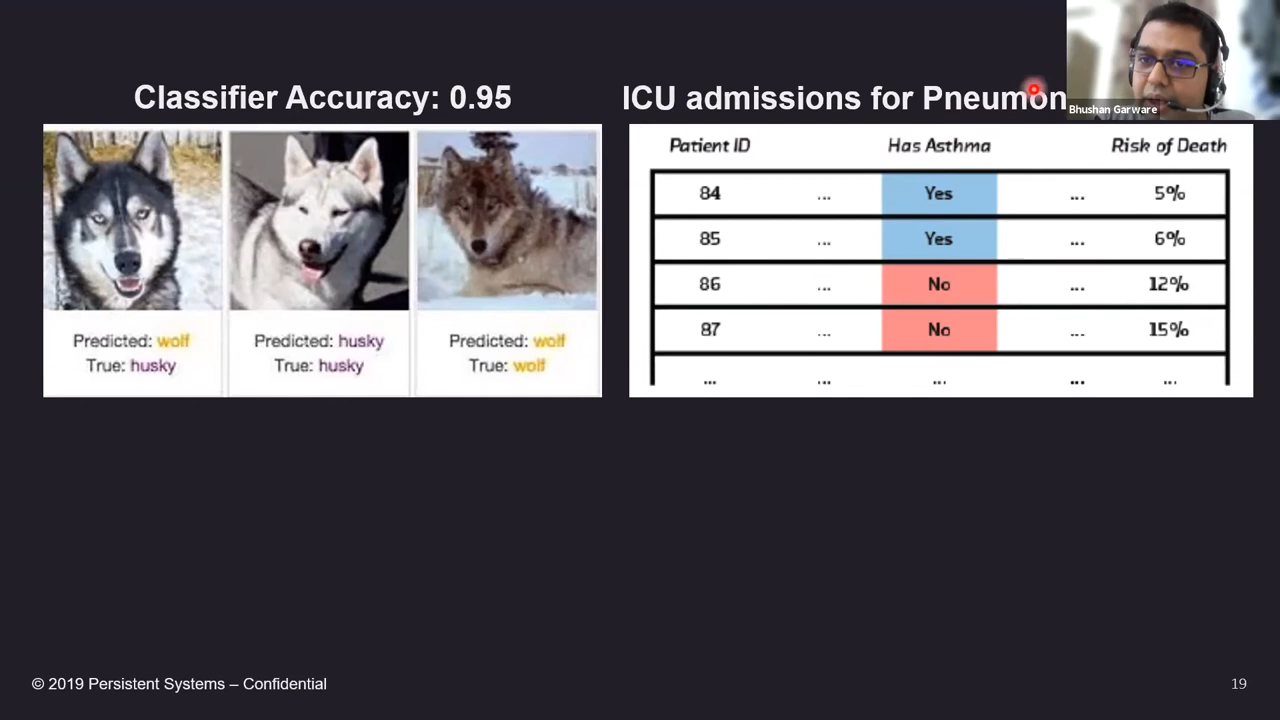 Classifier Accuracy: 0.95
Predicted: wolf
True: husky
Predicted: husky
True: husky
Predicted: wolf
True: wolf
ICU admissions for Pneumon
Bhushan Garware
Patient ID Has Asthma Risk of Death
84 ... Yes ... 5%
85 ... Yes ... 6%
86 ... No ... 12%
87 ... No ... 15%
... ... ... ... ...
© 2019 Persistent Systems – Confidential
19